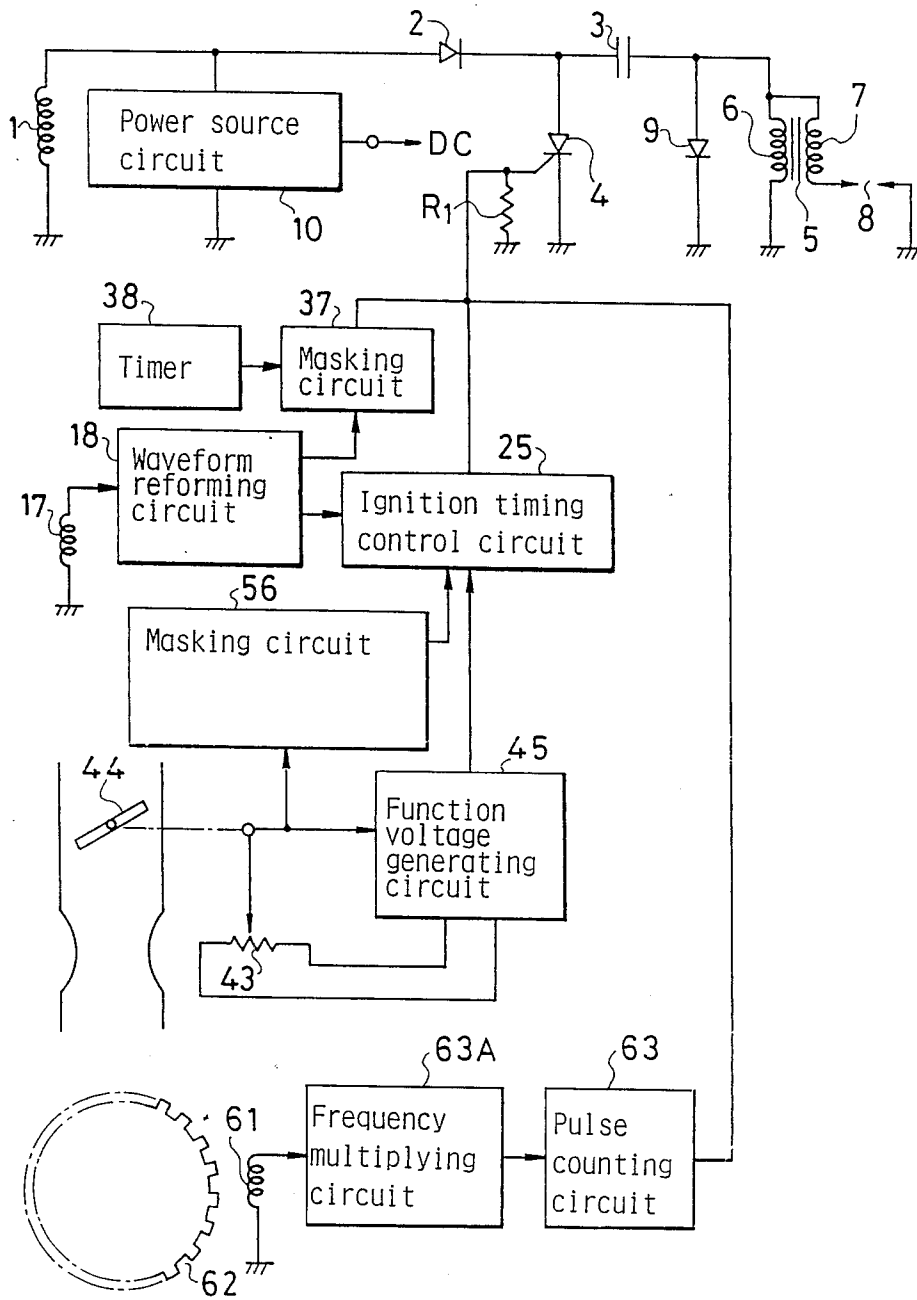 2
3
1
Power source
circuit
DC
10
R1
4
9
6
7
5
8
38
Timer
37
Masking
circuit
18
Waveform
reforming
circuit
17
25
Ignition timing
control circuit
56
Masking circuit
44
45
Function
voltage
generating
circuit
43
63A
Frequency
multiplying
circuit
63
Pulse
counting
circuit
61
62